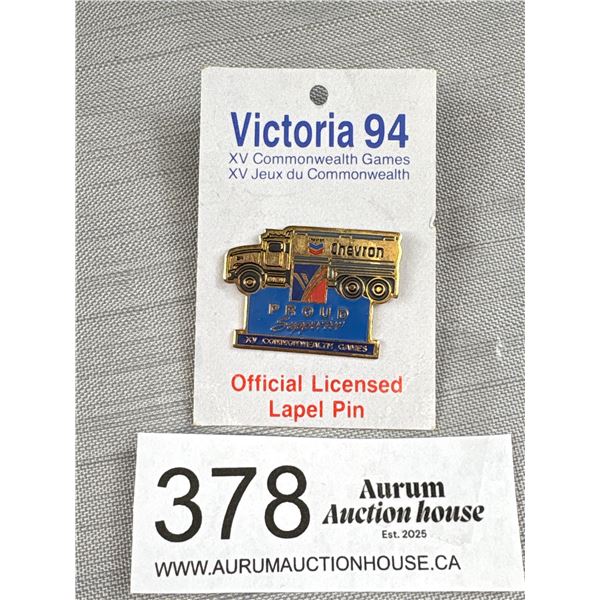 Victoria 94
XV Commonwealth Games
XV Jeux du Commonwealth
Chevron
PROUD
Supporter
XV COMMONWEALTH GAMES
Official Licensed
Lapel Pin
378
Aurum
Auction house
Est. 2025
WWW.AURUMAUCTIONHOUSE.CA